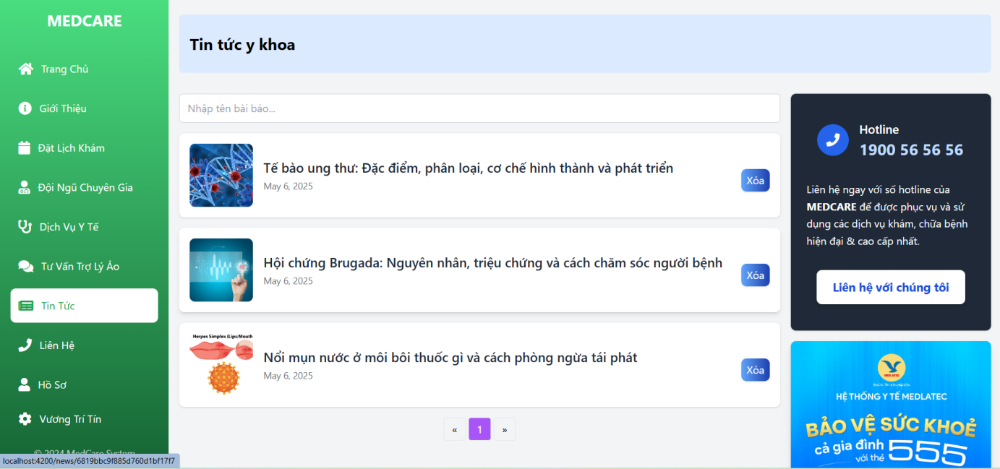 MEDCARE
Trang Chủ
Giới Thiệu
Đặt Lịch Khám
Đội Ngũ Chuyên Gia
Dịch Vụ Y Tế
Tư Vấn Trợ Lý Ảo
Tin Tức
Liên Hệ
Hồ Sơ
Vương Trí Tín
© 2024 MedCare System
localhost:4200/news/6819bbc9f885d760d1bf17f7
Tin tức y khoa
Nhập tên bài báo...
Tế bào ung thư: Đặc điểm, phân loại, cơ chế hình thành và phát triển
May 6, 2025
Xóa
Hội chứng Brugada: Nguyên nhân, triệu chứng và cách chăm sóc người bệnh
May 6, 2025
Xóa
Herpes Simplex (Lips/Mouth
Nổi mụn nước ở môi bôi thuốc gì và cách phòng ngừa tái phát
May 6, 2025
Xóa
« 1 »
Hotline
1900 56 56 56
Liên hệ ngay với số hotline của
MEDCARE để được phục vụ và sử
dụng các dịch vụ khám, chữa bệnh
hiện đại & cao cấp nhất.
Liên hệ với chúng tôi
MEDLATEC
HỆ THỐNG Y TẾ MEDLATEC
BẢO VỆ SỨC KHOẺ
cả gia đình
với thẻ 555